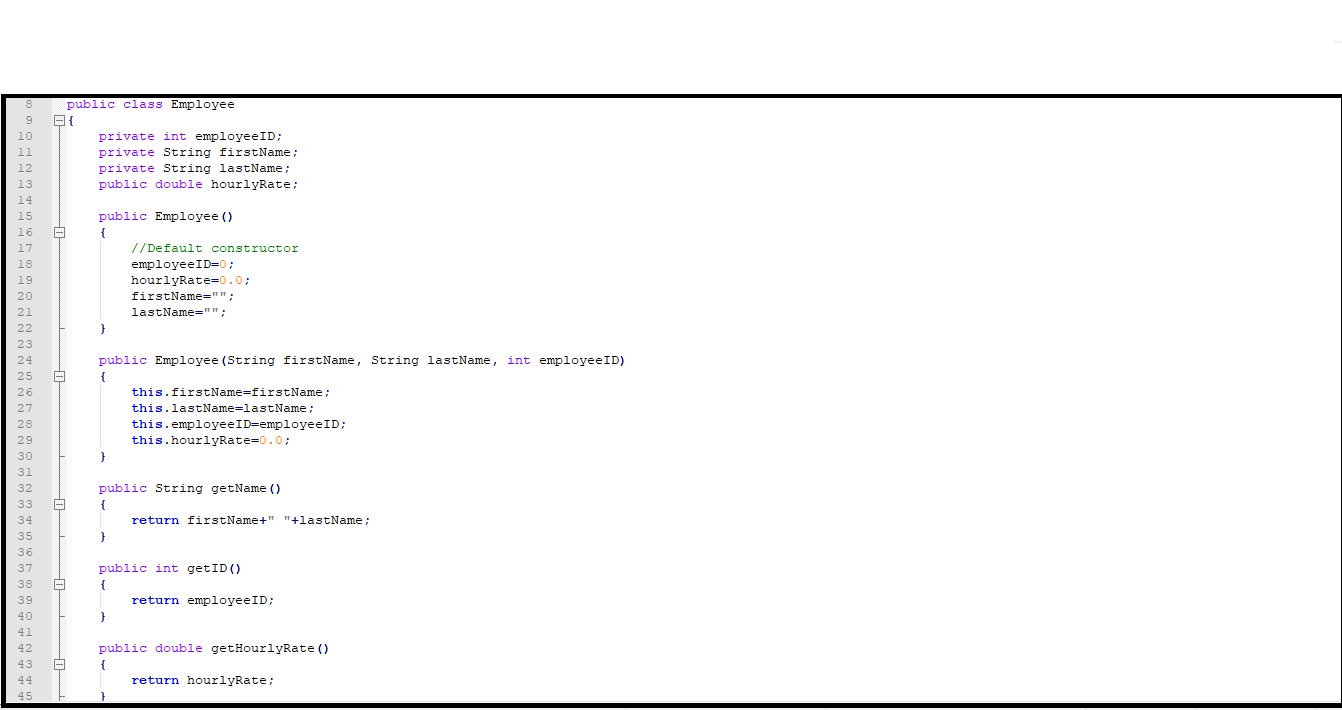 8 public class Employee
9 {
10 private int employeeID;
11 private String firstName;
12 private String lastName;
13 public double hourlyRate;
14
15 public Employee()
16 {
17 //Default constructor
18 employeeID=0;
19 hourlyRate=0.0;
20 firstName="";
21 lastName="";
22 }
23
24 public Employee(String firstName, String lastName, int employeeID)
25 {
26 this.firstName=firstName;
27 this.lastName=lastName;
28 this.employeeID=employeeID;
29 this.hourlyRate=0.0;
30 }
31
32 public String getName()
33 {
34 return firstName+" "+lastName;
35 }
36
37 public int getID()
38 {
39 return employeeID;
40 }
41
42 public double getHourlyRate()
43 {
44 return hourlyRate;
45 }